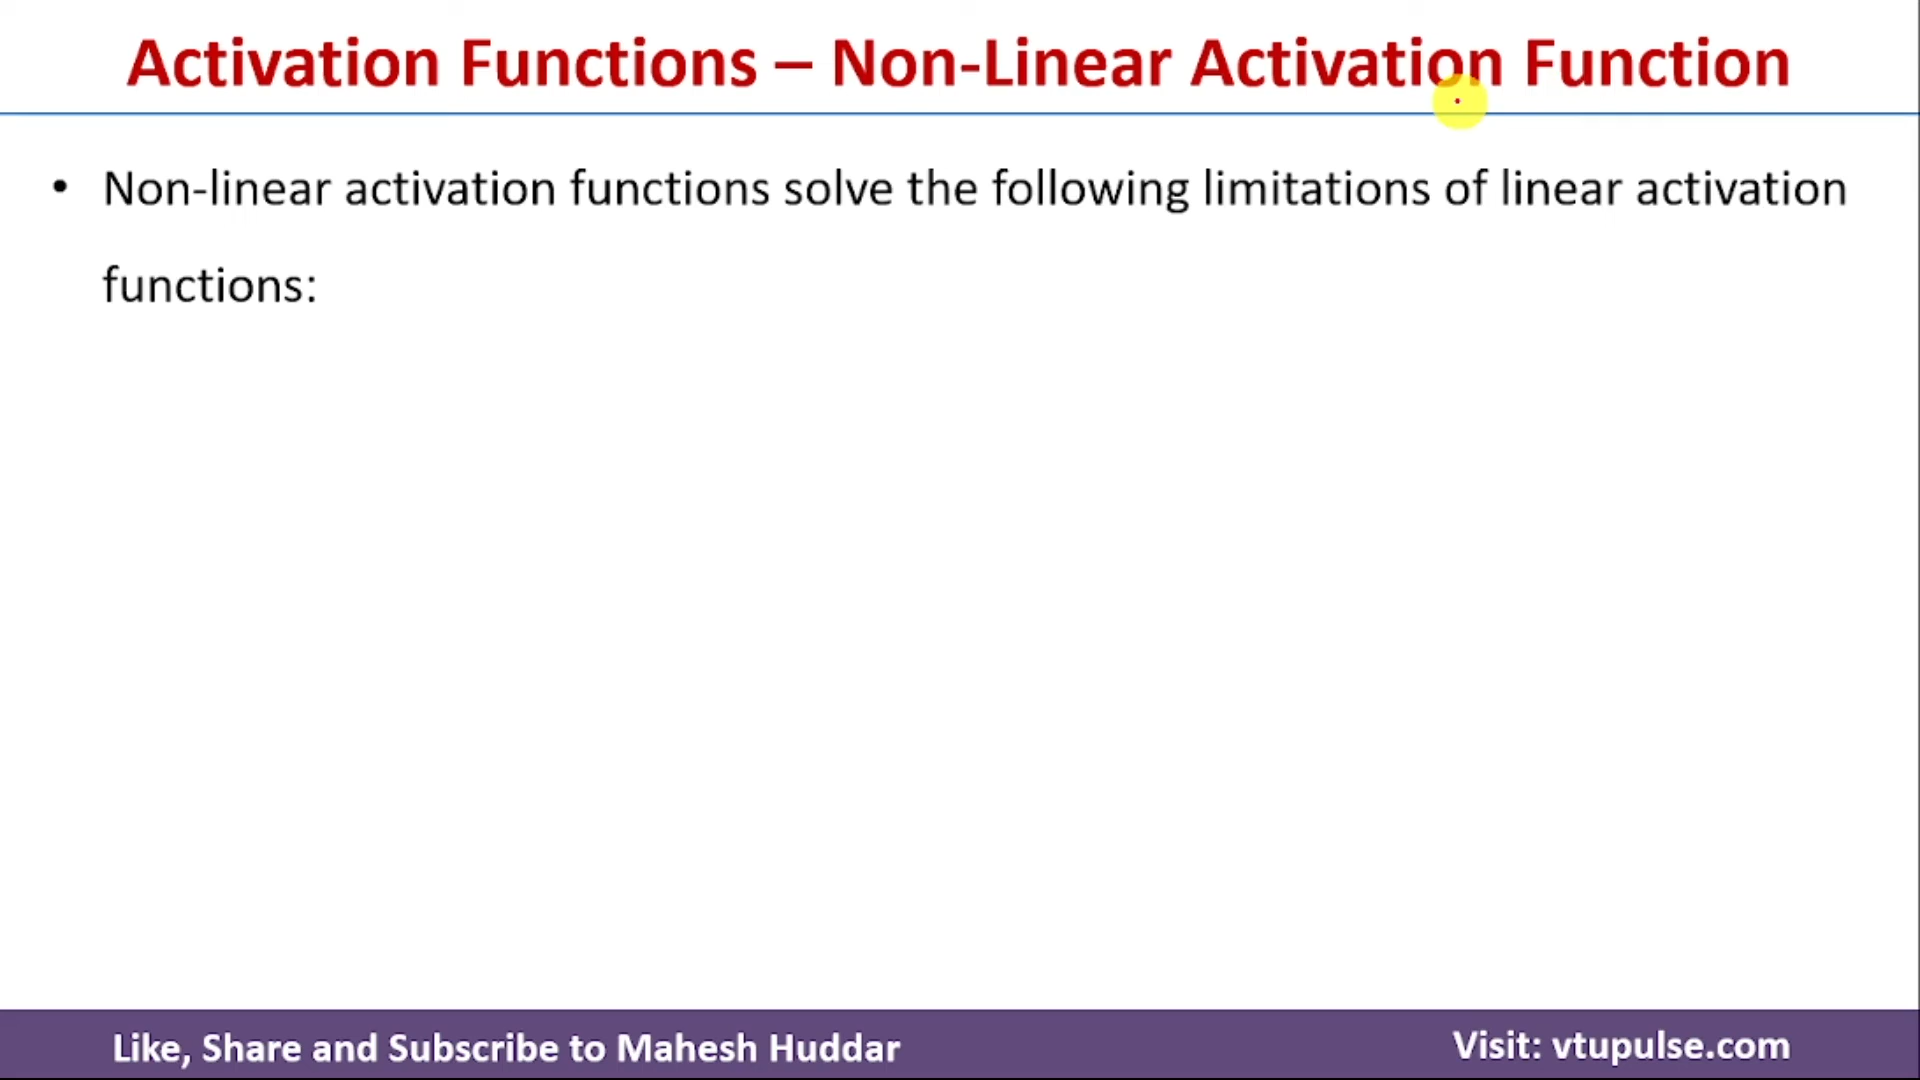 Activation Functions – Non-Linear Activation Function
• Non-linear activation functions solve the following limitations of linear activation
functions:
Like, Share and Subscribe to Mahesh Huddar
Visit: vtupulse.com